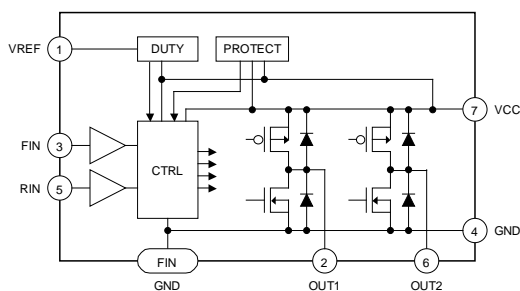 DUTY
PROTECT
VREF
1
7
VCC
FIN
3
CTRL
RIN
5
4
GND
FIN
GND
2
OUT1
6
OUT2